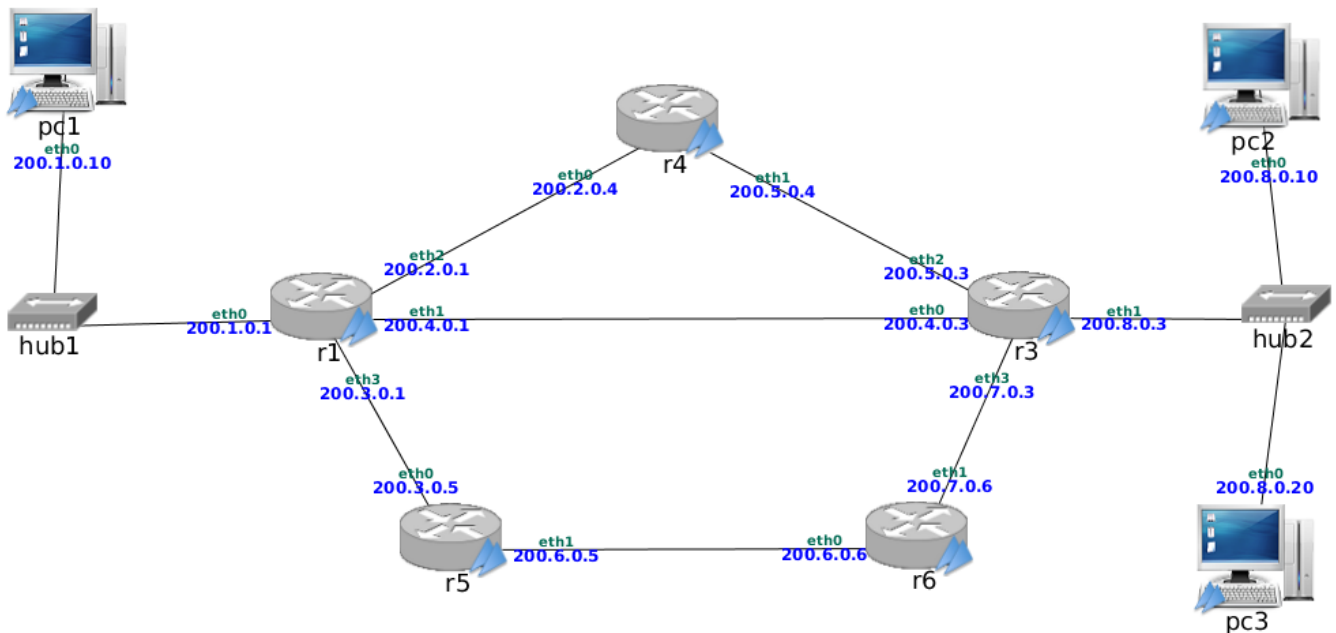 pc1
eth0
200.1.0.10
pc2
eth0
200.8.0.10
r4
eth0
200.2.0.4
eth1
200.5.0.4
eth2
200.2.0.1
eth2
200.5.0.3
hub1
eth0
200.1.0.1
r1
eth1
200.4.0.1
eth0
200.4.0.3
r3
eth1
200.8.0.3
hub2
eth3
200.3.0.1
eth3
200.7.0.3
eth0
200.3.0.5
r5
eth1
200.6.0.5
eth0
200.6.0.6
eth1
200.7.0.6
r6
eth0
200.8.0.20
pc3